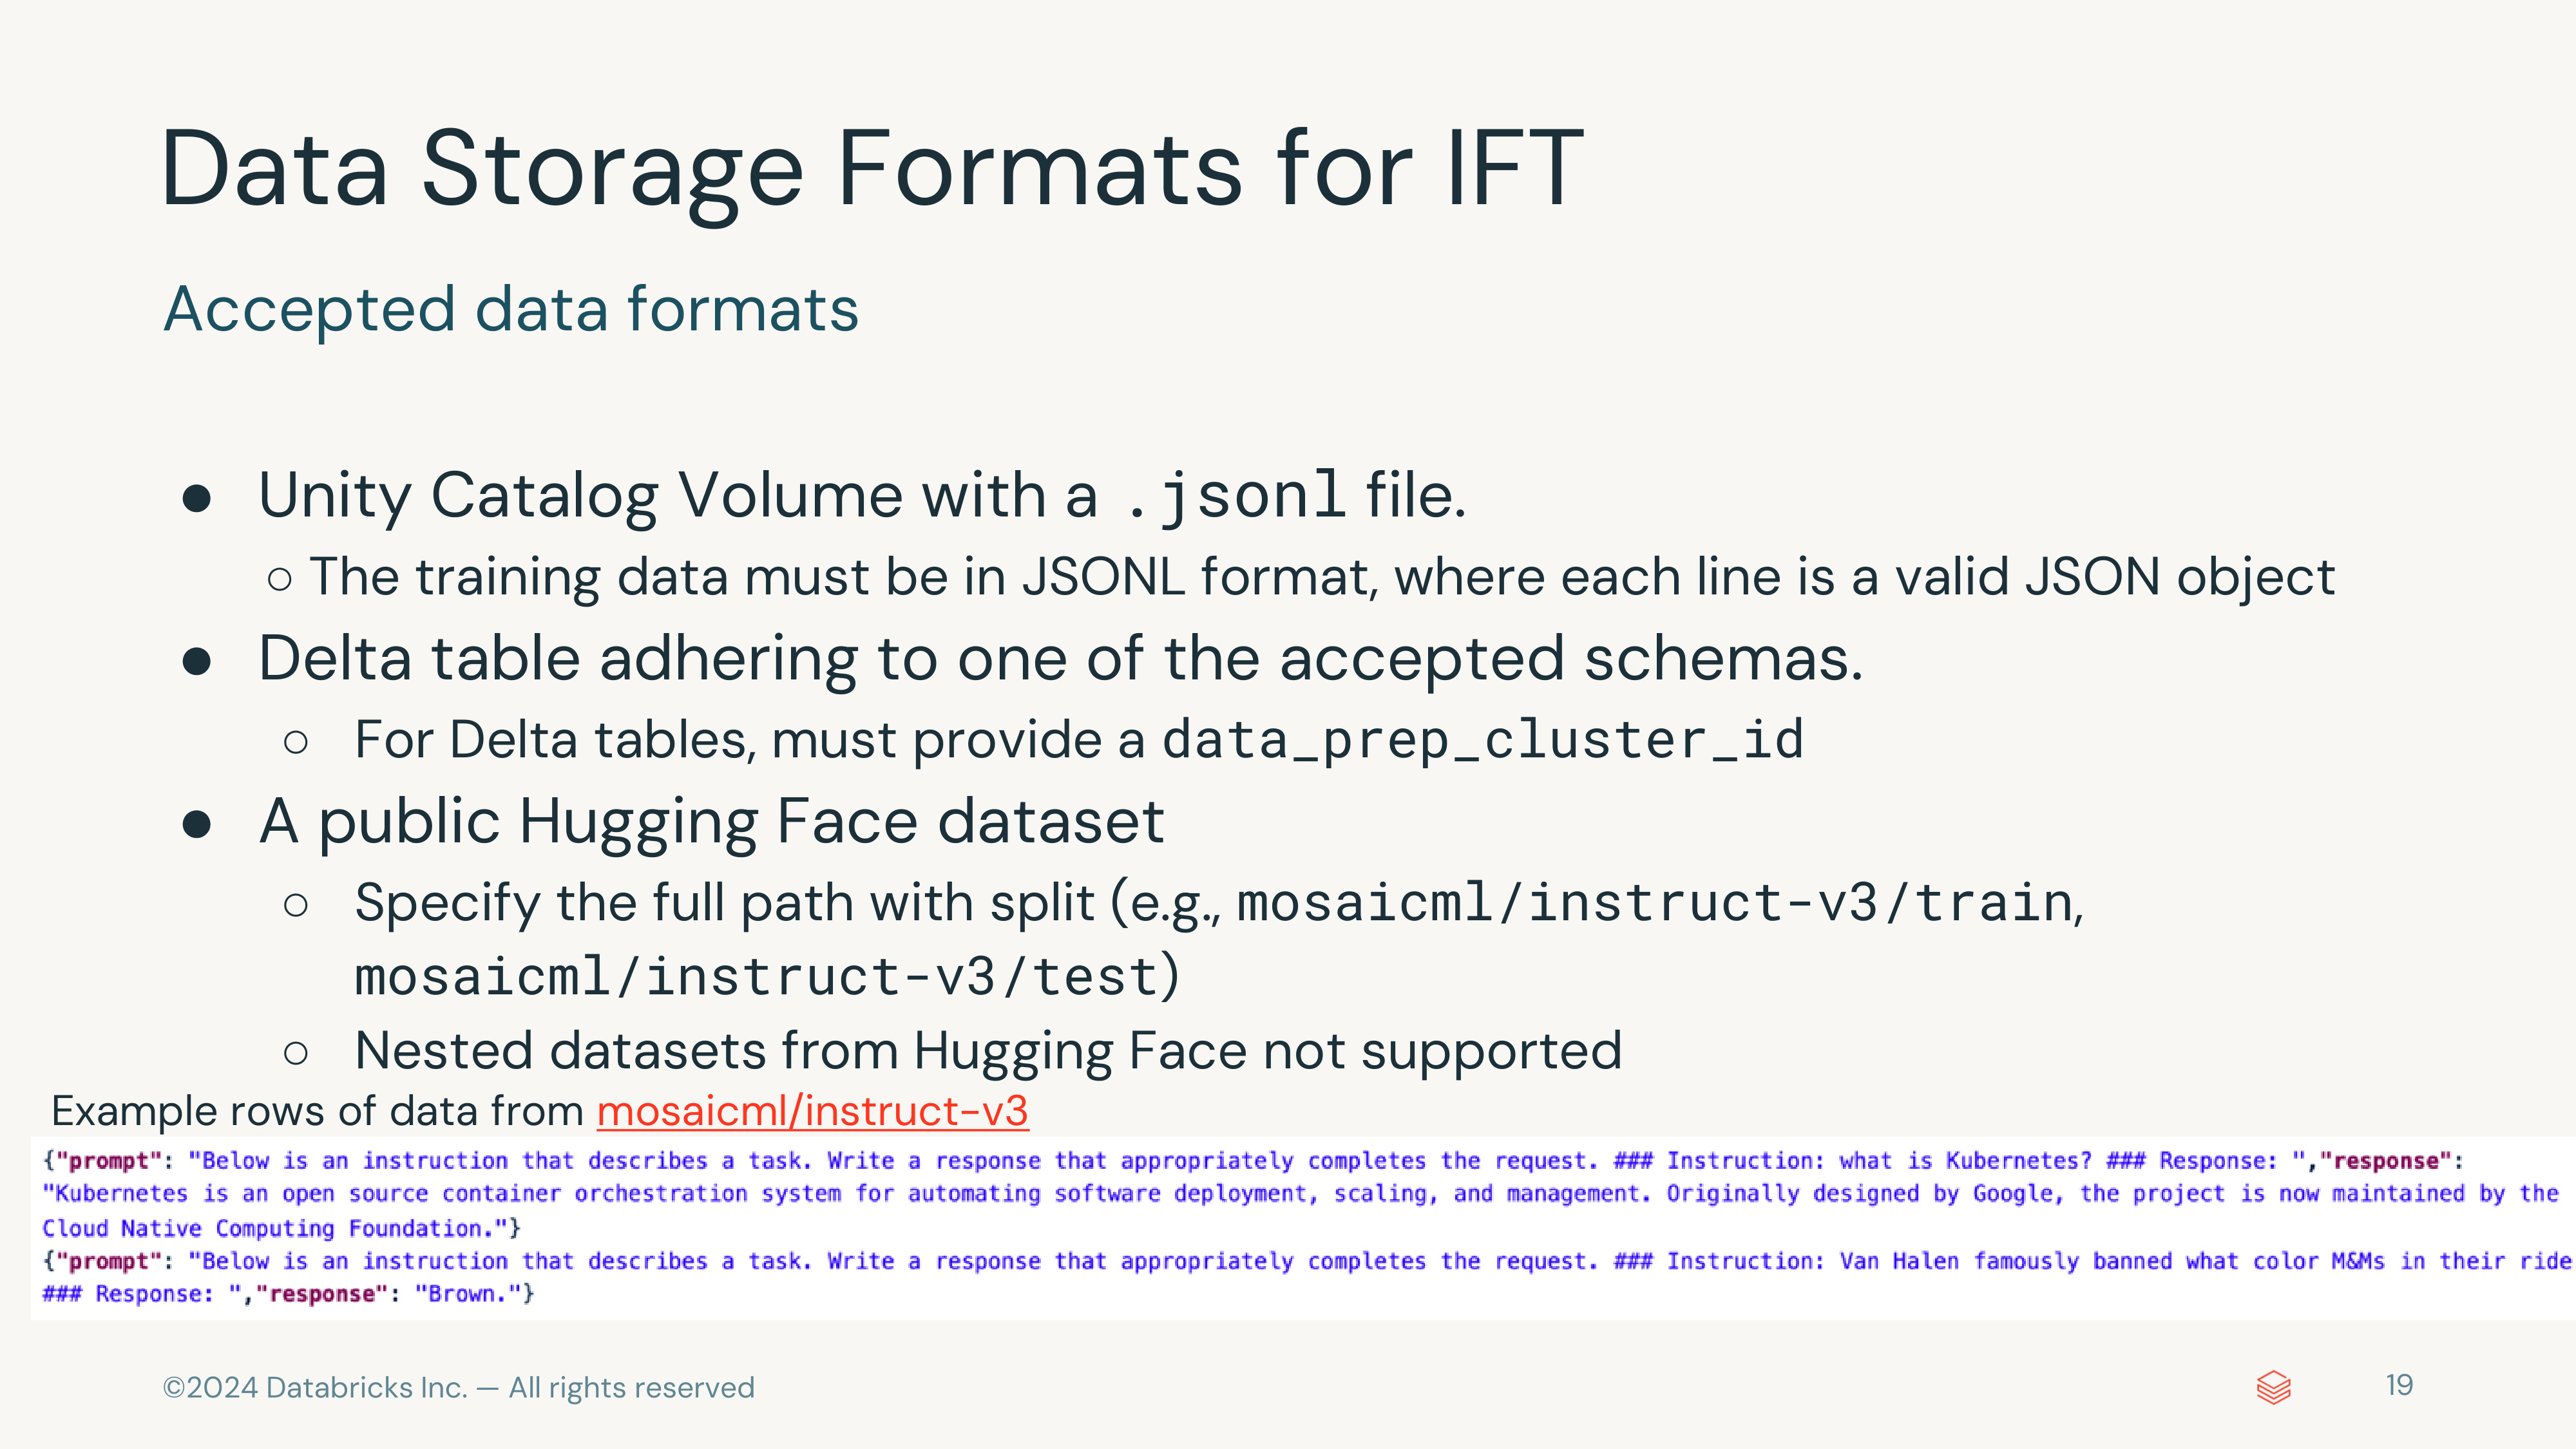 Data Storage Formats for IFT
Accepted data formats
● Unity Catalog Volume with a .jsonl file.
○ The training data must be in JSONL format, where each line is a valid JSON object
● Delta table adhering to one of the accepted schemas.
○ For Delta tables, must provide a data_prep_cluster_id
● A public Hugging Face dataset
○ Specify the full path with split (e.g., mosaicml/instruct-v3/train,
mosaicml/instruct-v3/test)
○ Nested datasets from Hugging Face not supported
Example rows of data from mosaicml/instruct-v3
{"prompt": "Below is an instruction that describes a task. Write a response that appropriately completes the request. ### Instruction: what is Kubernetes? ### Response: ","response":
"Kubernetes is an open source container orchestration system for automating software deployment, scaling, and management. Originally designed by Google, the project is now maintained by the
Cloud Native Computing Foundation."}
{"prompt": "Below is an instruction that describes a task. Write a response that appropriately completes the request. ### Instruction: Van Halen famously banned what color M&Ms in their ride
### Response: ","response": "Brown."}
©2024 Databricks Inc. — All rights reserved
19